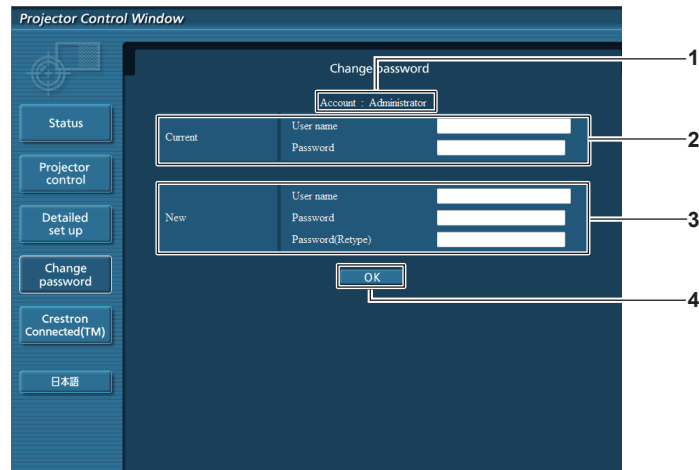 Projector Control Window
Change password
1
Account : Administrator
Status
Current
User name
Password
2
Projector
control
New
User name
Password
Password(Retype)
3
Detailed
set up
Change
password
OK
4
Crestron
Connected(TM)
日本語